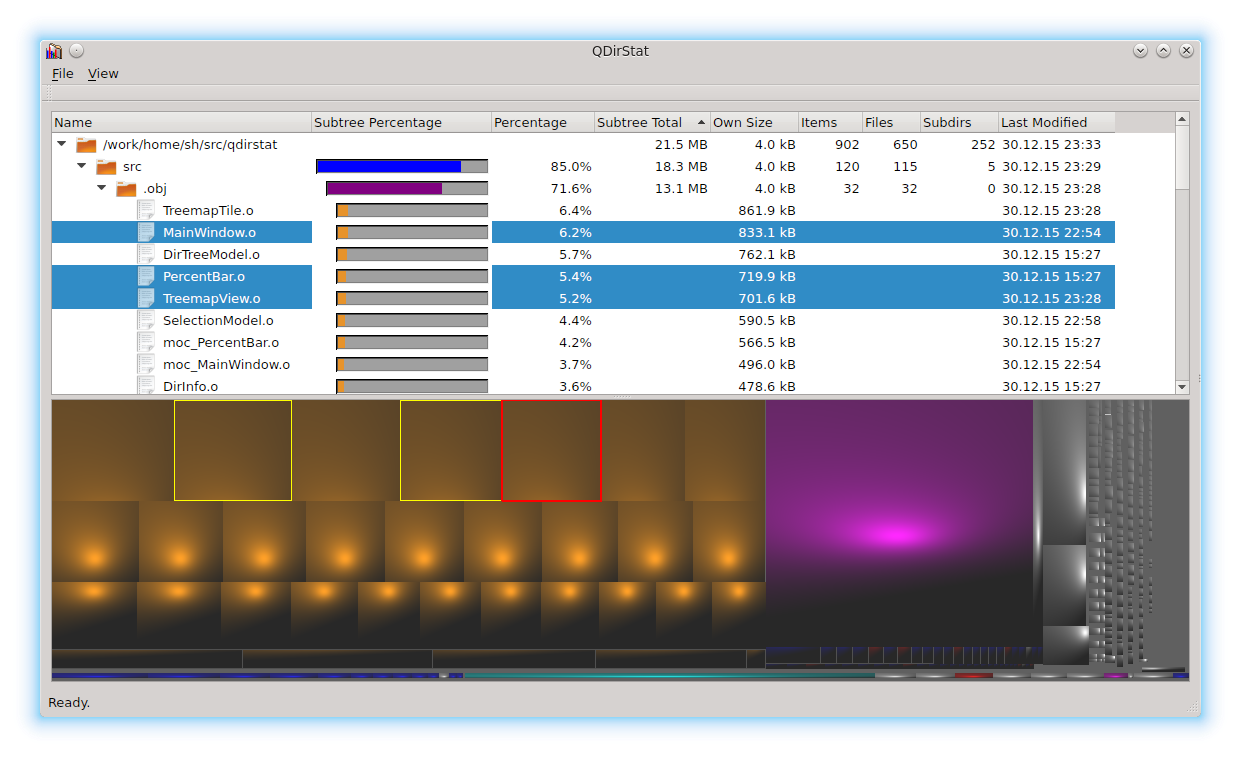 QDirStat
File View
Name Subtree Percentage Percentage Subtree Total Own Size Items Files Subdirs Last Modified
/work/home/sh/src/qdirstat 21.5 MB 4.0 kB 902 650 252 30.12.15 23:33
src 85.0% 18.3 MB 4.0 kB 120 115 5 30.12.15 23:29
.obj 71.6% 13.1 MB 4.0 kB 32 32 0 30.12.15 23:28
TreemapTile.o 6.4% 861.9 kB 30.12.15 23:28
MainWindow.o 6.2% 833.1 kB 30.12.15 22:54
DirTreeModel.o 5.7% 762.1 kB 30.12.15 15:27
PercentBar.o 5.4% 719.9 kB 30.12.15 15:27
TreemapView.o 5.2% 701.6 kB 30.12.15 23:28
SelectionModel.o 4.4% 590.5 kB 30.12.15 22:58
moc_PercentBar.o 4.2% 566.5 kB 30.12.15 15:27
moc_MainWindow.o 3.7% 496.0 kB 30.12.15 22:54
DirInfo.o 3.6% 478.6 kB 30.12.15 15:27
Ready.